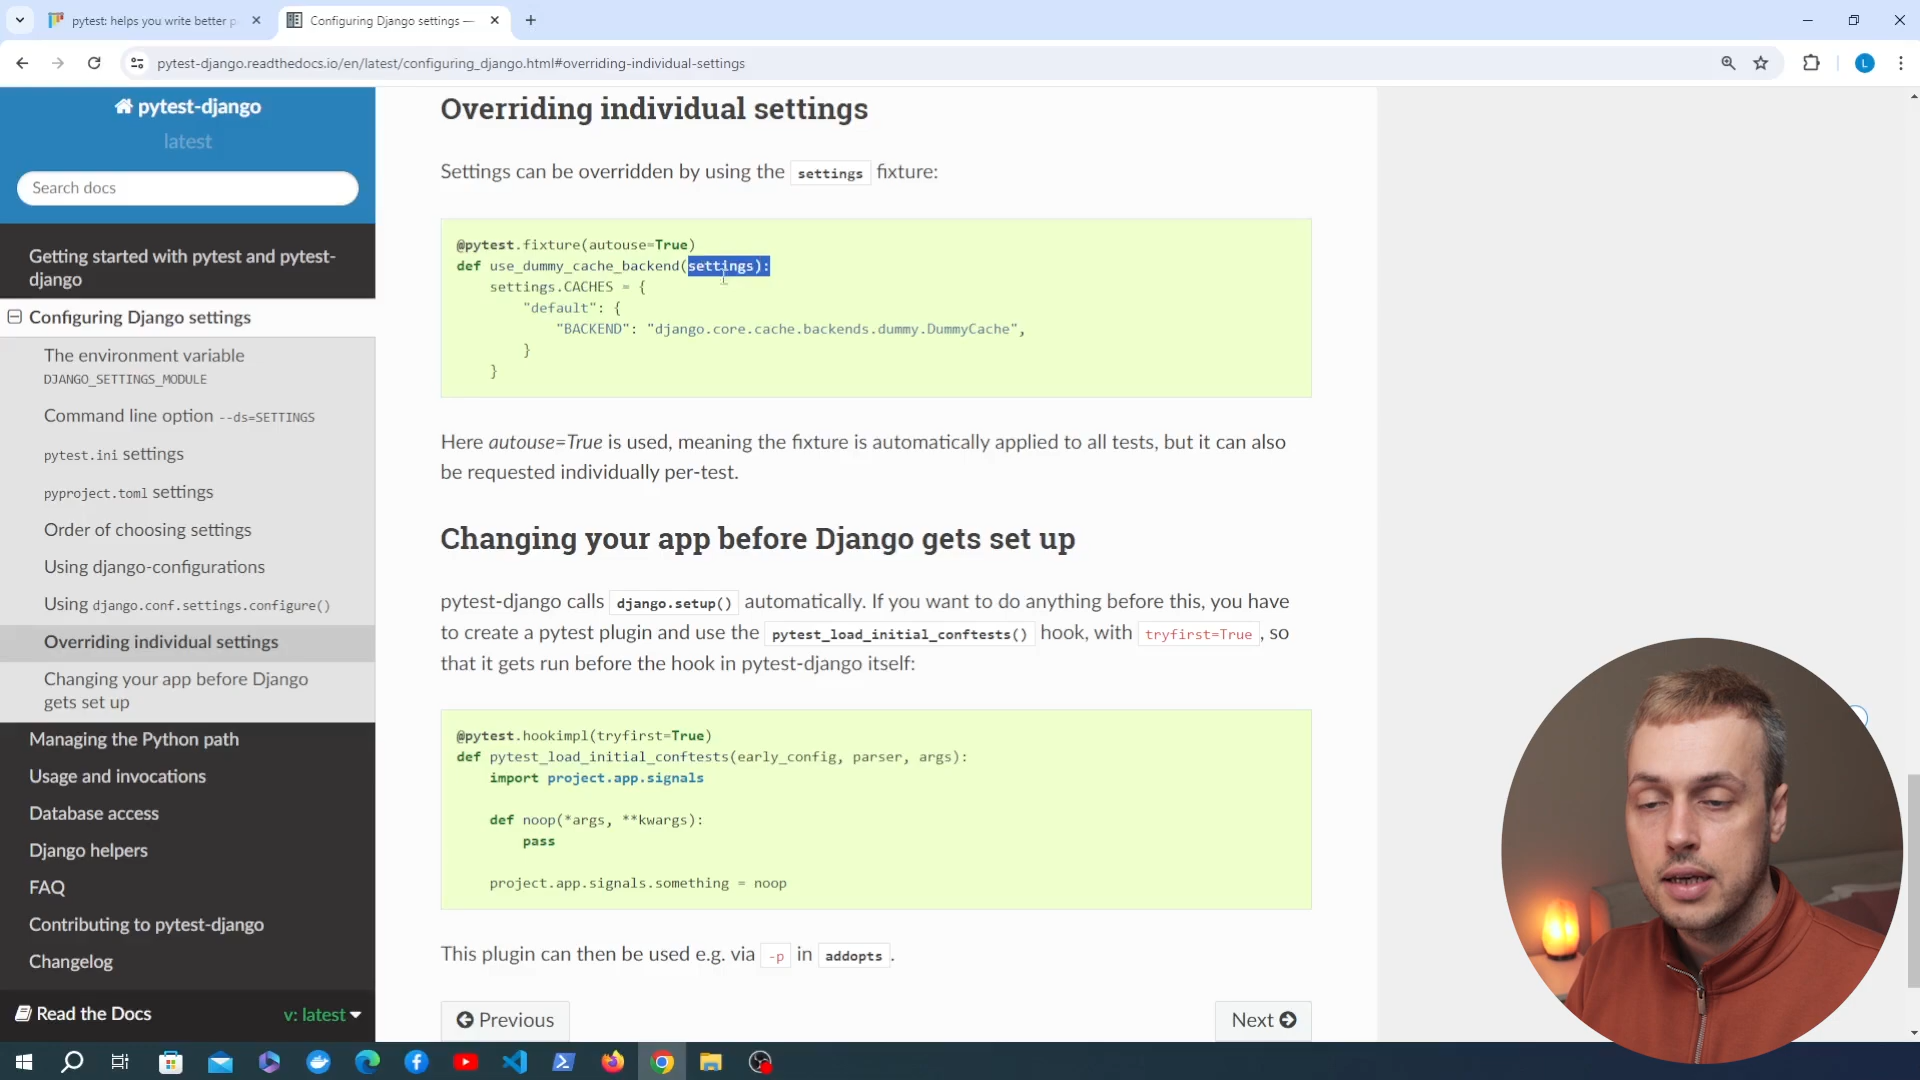 pytest: helps you write better p
Configuring Django settings —
pytest-django.readthedocs.io/en/latest/configuring_django.html#overriding-individual-settings
L
pytest-django
latest
Search docs
Getting started with pytest and pytest-
django
Configuring Django settings
The environment variable
DJANGO_SETTINGS_MODULE
Command line option --ds=SETTINGS
pytest.ini settings
pyproject.toml settings
Order of choosing settings
Using django-configurations
Using django.conf.settings.configure()
Overriding individual settings
Changing your app before Django
gets set up
Managing the Python path
Usage and invocations
Database access
Django helpers
FAQ
Contributing to pytest-django
Changelog
Read the Docs
v: latest
Overriding individual settings
Settings can be overridden by using the settings fixture:
@pytest.fixture(autouse=True)
def use_dummy_cache_backend(settings):
settings.CACHES = {
"default": {
"BACKEND": "django.core.cache.backends.dummy.DummyCache",
}
}
Here autouse=True is used, meaning the fixture is automatically applied to all tests, but it can also
be requested individually per-test.
Changing your app before Django gets set up
pytest-django calls django.setup() automatically. If you want to do anything before this, you have
to create a pytest plugin and use the pytest_load_initial_conftests() hook, with tryfirst=True, so
that it gets run before the hook in pytest-django itself:
@pytest.hookimpl(tryfirst=True)
def pytest_load_initial_conftests(early_config, parser, args):
import project.app.signals
def noop(*args, **kwargs):
pass
project.app.signals.something = noop
This plugin can then be used e.g. via -p in addopts.
Previous
Next